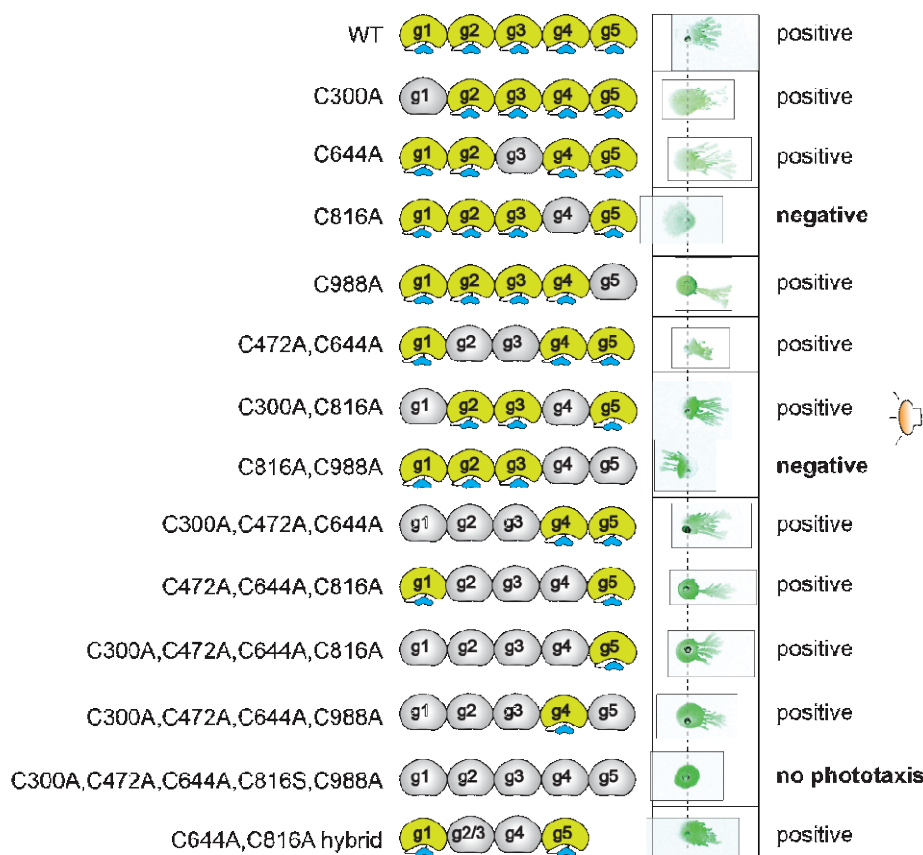 WT g1 g2 g3 g4 g5 positive
C300A g1 g2 g3 g4 g5 positive
C644A g1 g2 g3 g4 g5 positive
C816A g1 g2 g3 g4 g5 negative
C988A g1 g2 g3 g4 g5 positive
C472A,C644A g1 g2 g3 g4 g5 positive
C300A,C816A g1 g2 g3 g4 g5 positive
C816A,C988A g1 g2 g3 g4 g5 negative
C300A,C472A,C644A g1 g2 g3 g4 g5 positive
C472A,C644A,C816A g1 g2 g3 g4 g5 positive
C300A,C472A,C644A,C816A g1 g2 g3 g4 g5 positive
C300A,C472A,C644A,C988A g1 g2 g3 g4 g5 positive
C300A,C472A,C644A,C816S,C988A g1 g2 g3 g4 g5 no phototaxis
C644A,C816A hybrid g1 g2/3 g4 g5 positive